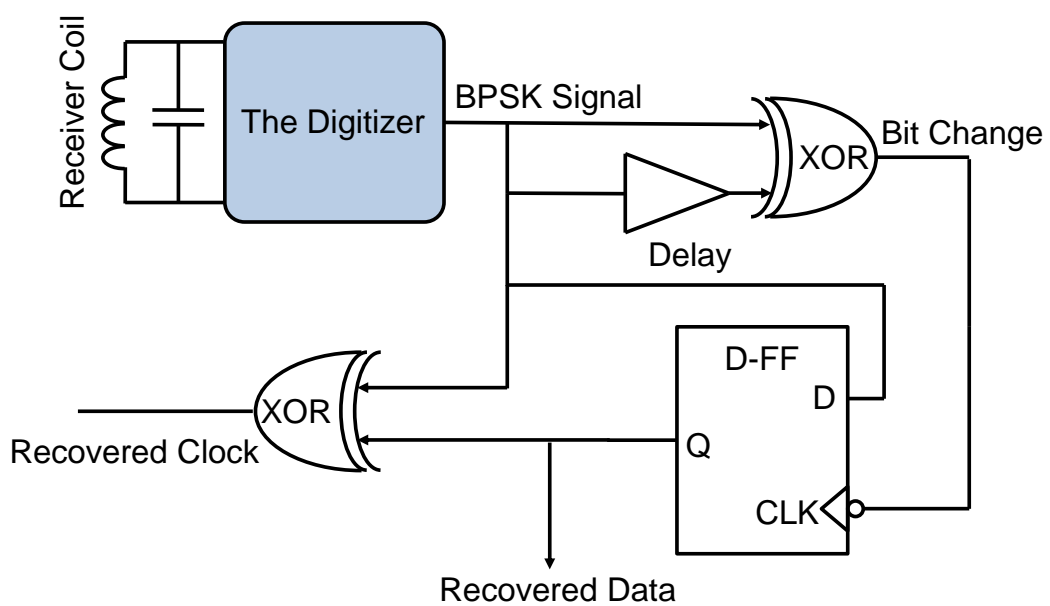 Receiver Coil
The Digitizer
BPSK Signal
XOR
Bit Change
Delay
D-FF
D
Q
CLK
XOR
Recovered Clock
Recovered Data